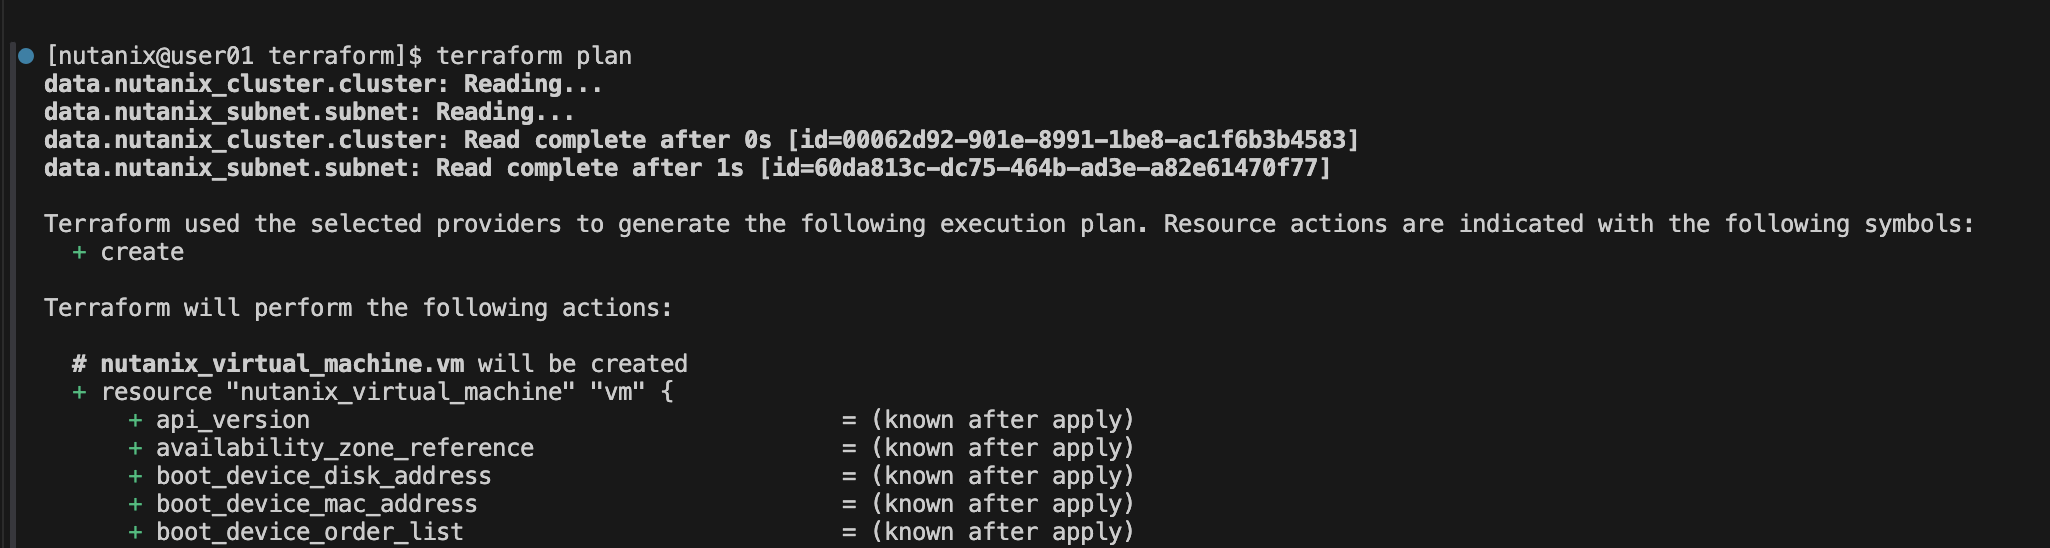 [nutanix@user01 terraform]$ terraform plan
data.nutanix_cluster.cluster: Reading...
data.nutanix_subnet.subnet: Reading...
data.nutanix_cluster.cluster: Read complete after 0s [id=00062d92-901e-8991-1be8-ac1f6b3b4583]
data.nutanix_subnet.subnet: Read complete after 1s [id=60da813c-dc75-464b-ad3e-a82e61470f77]
Terraform used the selected providers to generate the following execution plan. Resource actions are indicated with the following symbols:
+ create
Terraform will perform the following actions:
# nutanix_virtual_machine.vm will be created
+ resource "nutanix_virtual_machine" "vm" {
+ api_version = (known after apply)
+ availability_zone_reference = (known after apply)
+ boot_device_disk_address = (known after apply)
+ boot_device_mac_address = (known after apply)
+ boot_device_order_list = (known after apply)